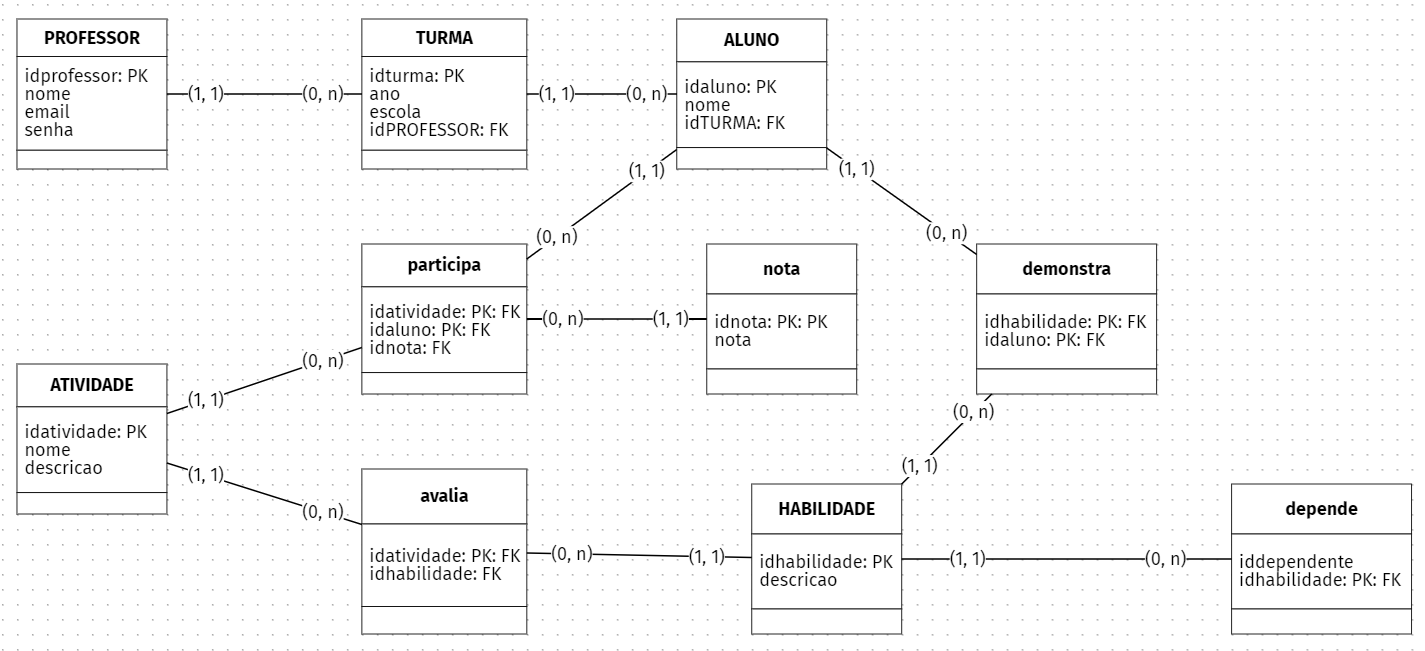 PROFESSOR
idprofessor: PK
nome
email
senha
(1, 1)
(0, n)
TURMA
idturma: PK
ano
escola
idPROFESSOR: FK
(1, 1)
(0, n)
ALUNO
idaluno: PK
nome
idTURMA: FK
(1, 1)
(0, n)
(1, 1)
(0, n)
participa
idatividade: PK: FK
idaluno: PK: FK
idnota: FK
(0, n)
(1, 1)
nota
idnota: PK: PK
nota
demonstra
idhabilidade: PK: FK
idaluno: PK: FK
(0, n)
(1, 1)
ATIVIDADE
idatividade: PK
nome
descricao
(1, 1)
(0, n)
(1, 1)
(0, n)
avalia
idatividade: PK: FK
idhabilidade: FK
(0, n)
(1, 1)
HABILIDADE
idhabilidade: PK
descricao
(1, 1)
(0, n)
depende
iddependente
idhabilidade: PK: FK